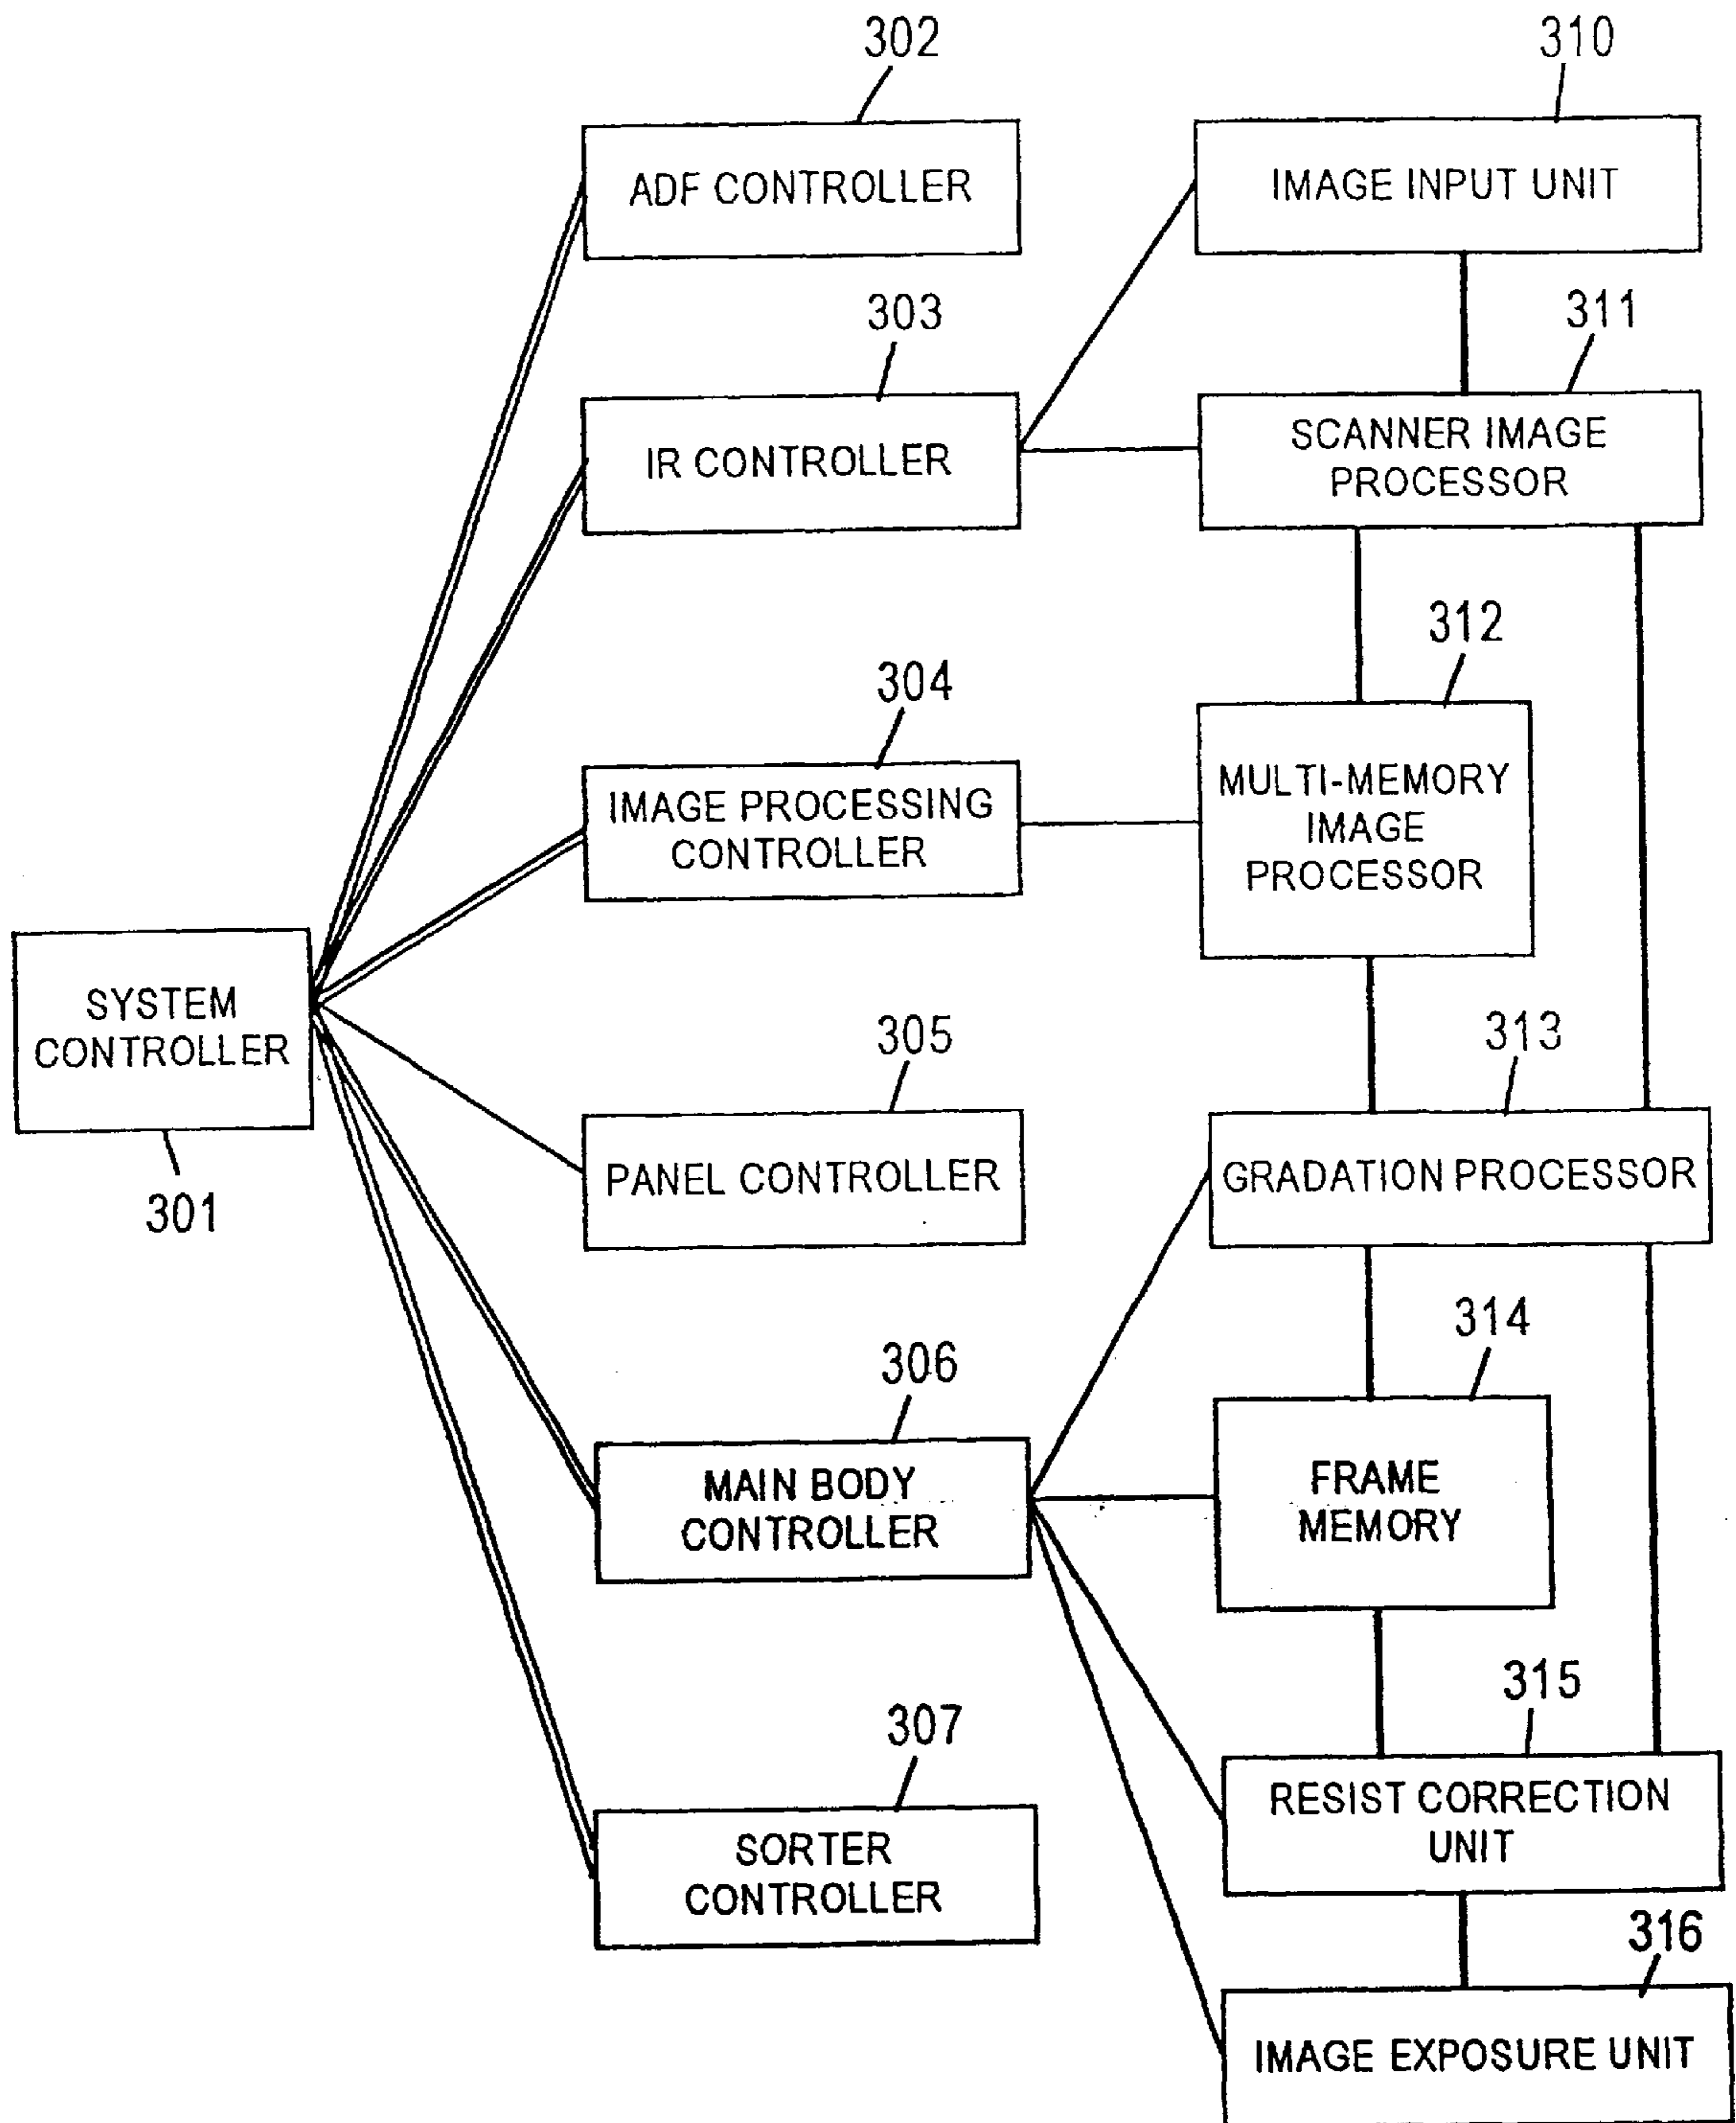 302
ADF CONTROLLER
310
IMAGE INPUT UNIT
303
IR CONTROLLER
311
SCANNER IMAGE
PROCESSOR
304
IMAGE PROCESSING
CONTROLLER
312
MULTI-MEMORY
IMAGE
PROCESSOR
SYSTEM
CONTROLLER
301
305
PANEL CONTROLLER
313
GRADATION PROCESSOR
306
MAIN BODY
CONTROLLER
314
FRAME
MEMORY
307
SORTER
CONTROLLER
315
RESIST CORRECTION
UNIT
316
IMAGE EXPOSURE UNIT